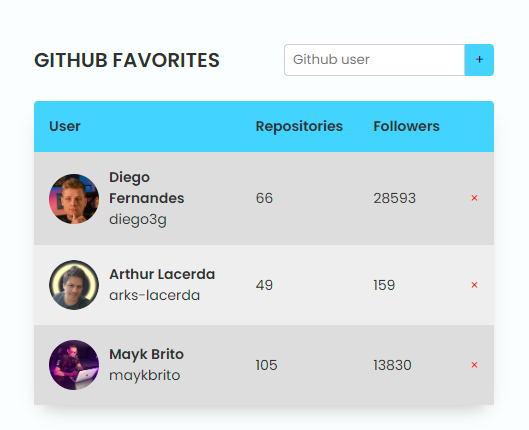 GITHUB FAVORITES
Github user
+
User Repositories Followers
Diego
Fernandes
diego3g
66 28593 ×
Arthur Lacerda
arks-lacerda
49 159 ×
Mayk Brito
maykbrito
105 13830 ×